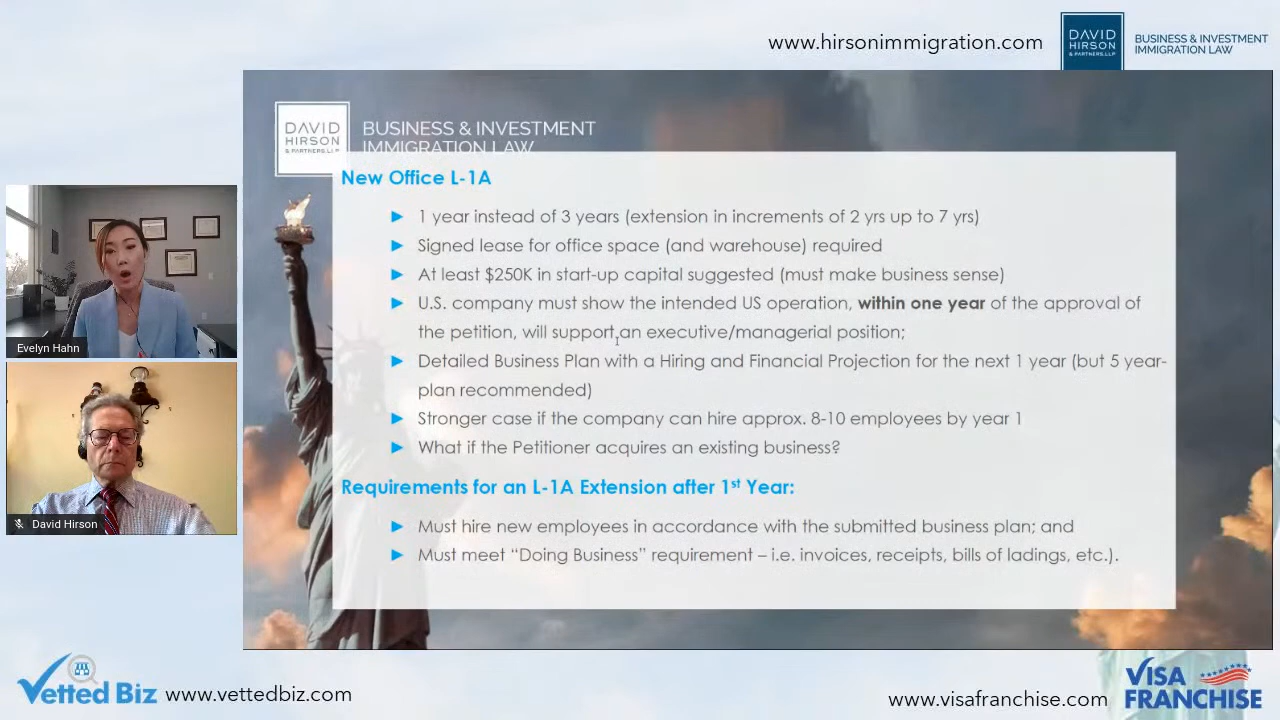 www.hirsonimmigration.com
DAVID
HIRSON
& PARTNERS, LLP
BUSINESS & INVESTMENT
IMMIGRATION LAW
DAVID
HIRSON
& PARTNERS, LLP
BUSINESS & INVESTMENT
IMMIGRATION LAW
New Office L-1A
► 1 year instead of 3 years (extension in increments of 2 yrs up to 7 yrs)
► Signed lease for office space (and warehouse) required
► At least $250K in start-up capital suggested (must make business sense)
► U.S. company must show the intended US operation, within one year of the approval of
the petition, will support an executive/managerial position;
► Detailed Business Plan with a Hiring and Financial Projection for the next 1 year (but 5 year-
plan recommended)
► Stronger case if the company can hire approx. 8-10 employees by year 1
► What if the Petitioner acquires an existing business?
Requirements for an L-1A Extension after 1st Year:
► Must hire new employees in accordance with the submitted business plan; and
► Must meet “Doing Business” requirement – i.e. invoices, receipts, bills of ladings, etc.).
Evelyn Hahn
David Hirson
Vetted Biz
www.vettedbiz.com
www.visafranchise.com
VISA
FRANCHISE